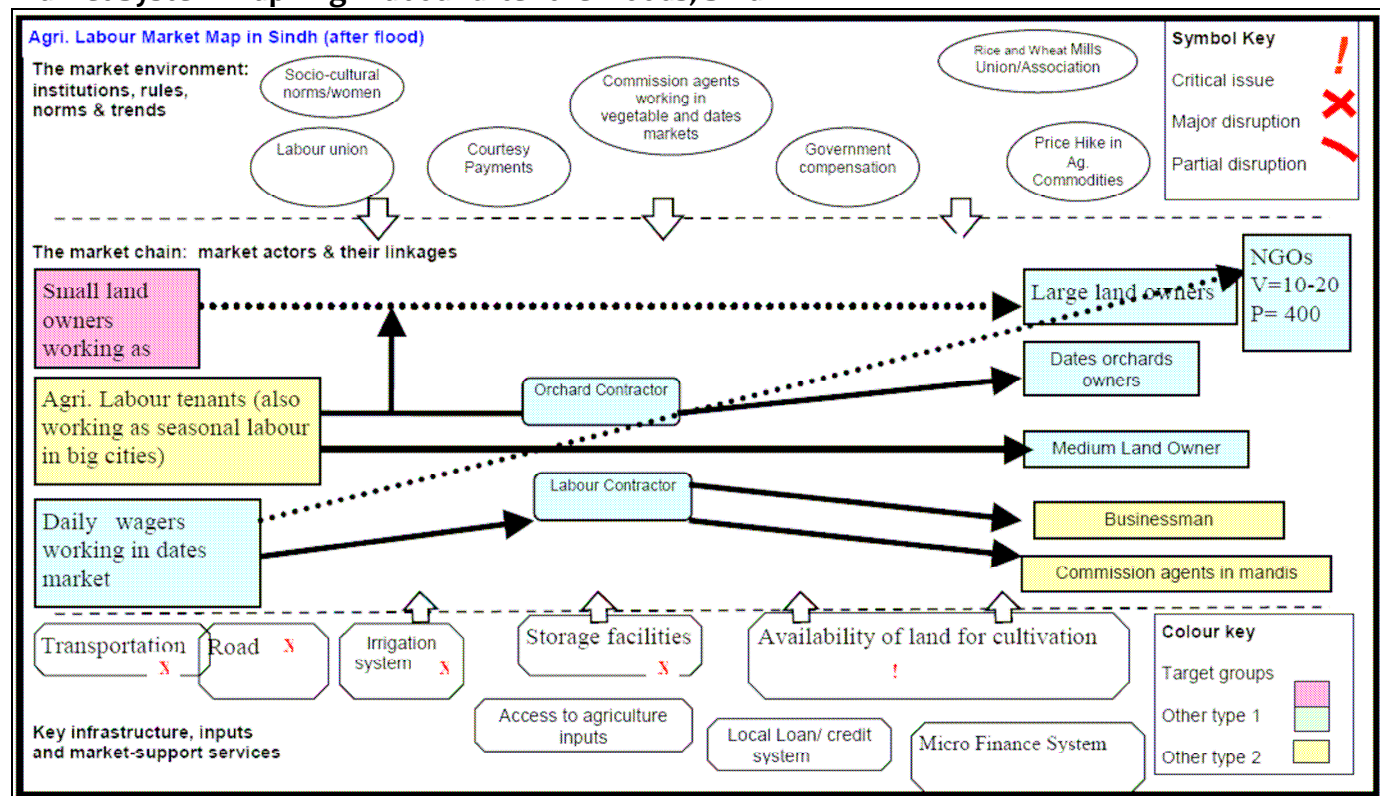 Agri. Labour Market Map in Sindh (after flood)
The market environment:
institutions, rules,
norms & trends
Socio-cultural
norms/women
Labour union
Courtesy
Payments
Commission agents
working in
vegetable and dates
markets
Government
compensation
Rice and Wheat Mills
Union/Association
Price Hike in
Ag.
Commodities
Symbol Key
Critical issue
!
Major disruption
X
Partial disruption
The market chain: market actors & their linkages
Small land
owners
working as
Agri. Labour tenants (also
working as seasonal labour
in big cities)
Daily wagers
working in dates
market
Orchard Contractor
Labour Contractor
Large land owners
NGOs
V=10-20
P= 400
Dates orchards
owners
Medium Land Owner
Businessman
Commission agents in mandis
Transportation
X
Road X
Irrigation
system X
Storage facilities
X
Availability of land for cultivation
!
Access to agriculture
inputs
Local Loan/ credit
system
Micro Finance System
Key infrastructure, inputs
and market-support services
Colour key
Target groups
Other type 1
Other type 2